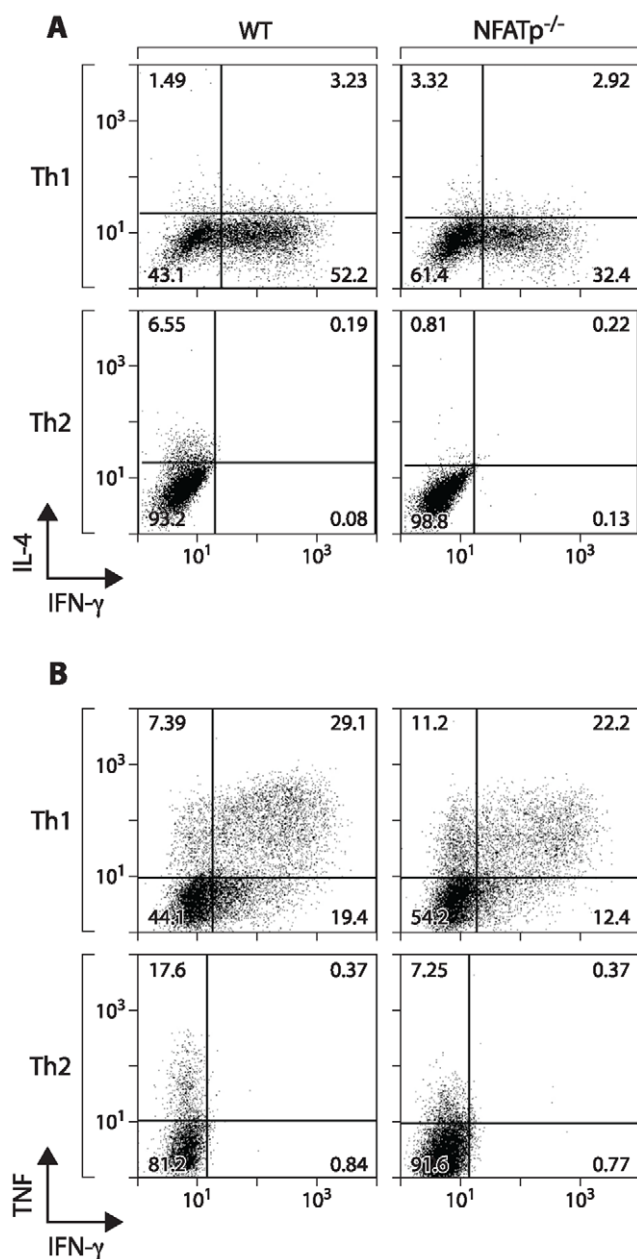 A
WT
NFATp-/-
1.49 3.23
3.32 2.92
10³
Th1
10¹
43.1 52.2
61.4 32.4
6.55 0.19
0.81 0.22
10³
Th2
10¹
93.2 0.08
98.8 0.13
10¹ 10³
10¹ 10³
IL-4
IFN-γ
B
7.39 29.1
11.2 22.2
10³
Th1
10¹
44.1 19.4
54.2 12.4
17.6 0.37
7.25 0.37
10³
Th2
10¹
81.2 0.84
91.6 0.77
10¹ 10³
10¹ 10³
TNF
IFN-γ